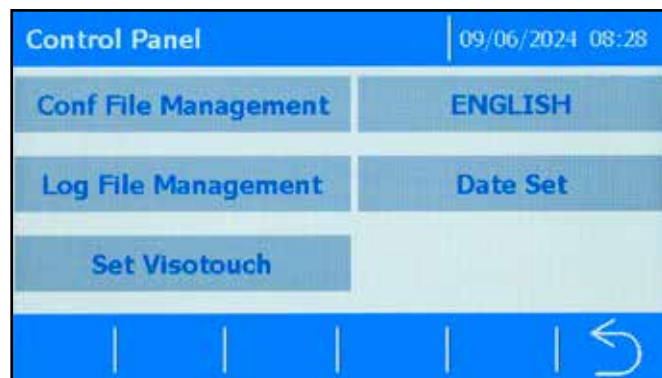 Control Panel
09/06/2024 08:28
Conf File Management
ENGLISH
Log File Management
Date Set
Set Visotouch